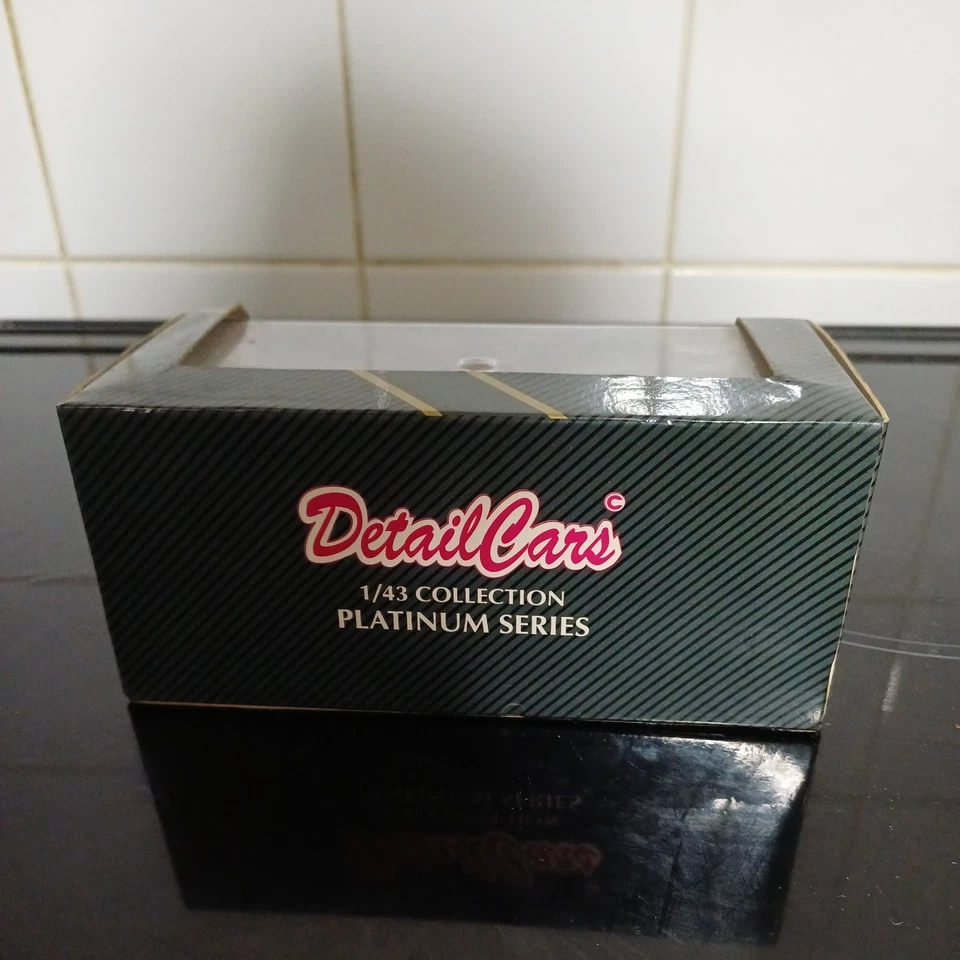 DetailCars©
1/43 COLLECTION
PLATINUM SERIES